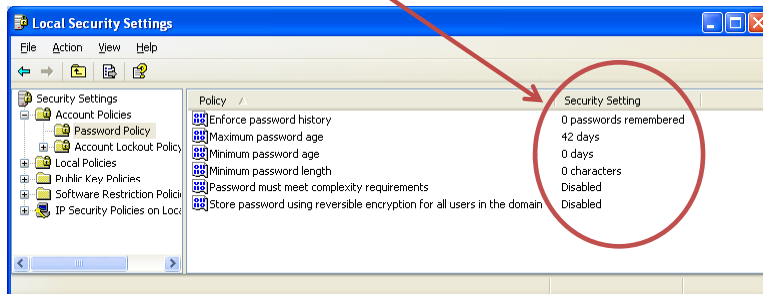 Local Security Settings
File Action View Help
Security Settings
Account Policies
Password Policy
Account Lockout Policy
Local Policies
Public Key Policies
Software Restriction Polici
IP Security Policies on Loca
Policy Security Setting
Enforce password history 0 passwords remembered
Maximum password age 42 days
Minimum password age 0 days
Minimum password length 0 characters
Password must meet complexity requirements Disabled
Store password using reversible encryption for all users in the domain Disabled